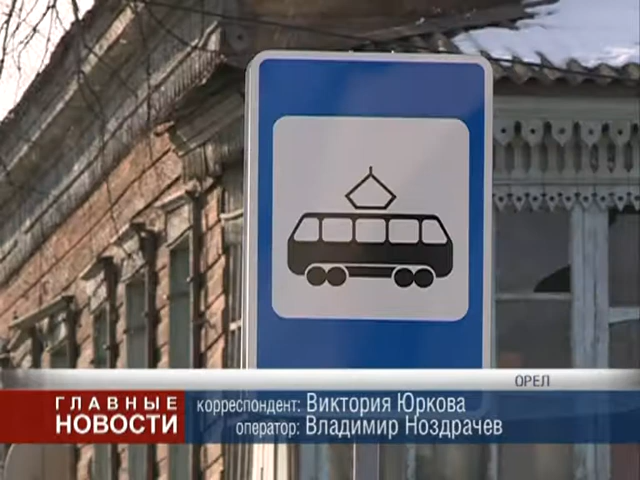 ОРЕЛ
ГЛАВНЫЕ
НОВОСТИ
корреспондент: Виктория Юркова
оператор: Владимир Ноздрачев